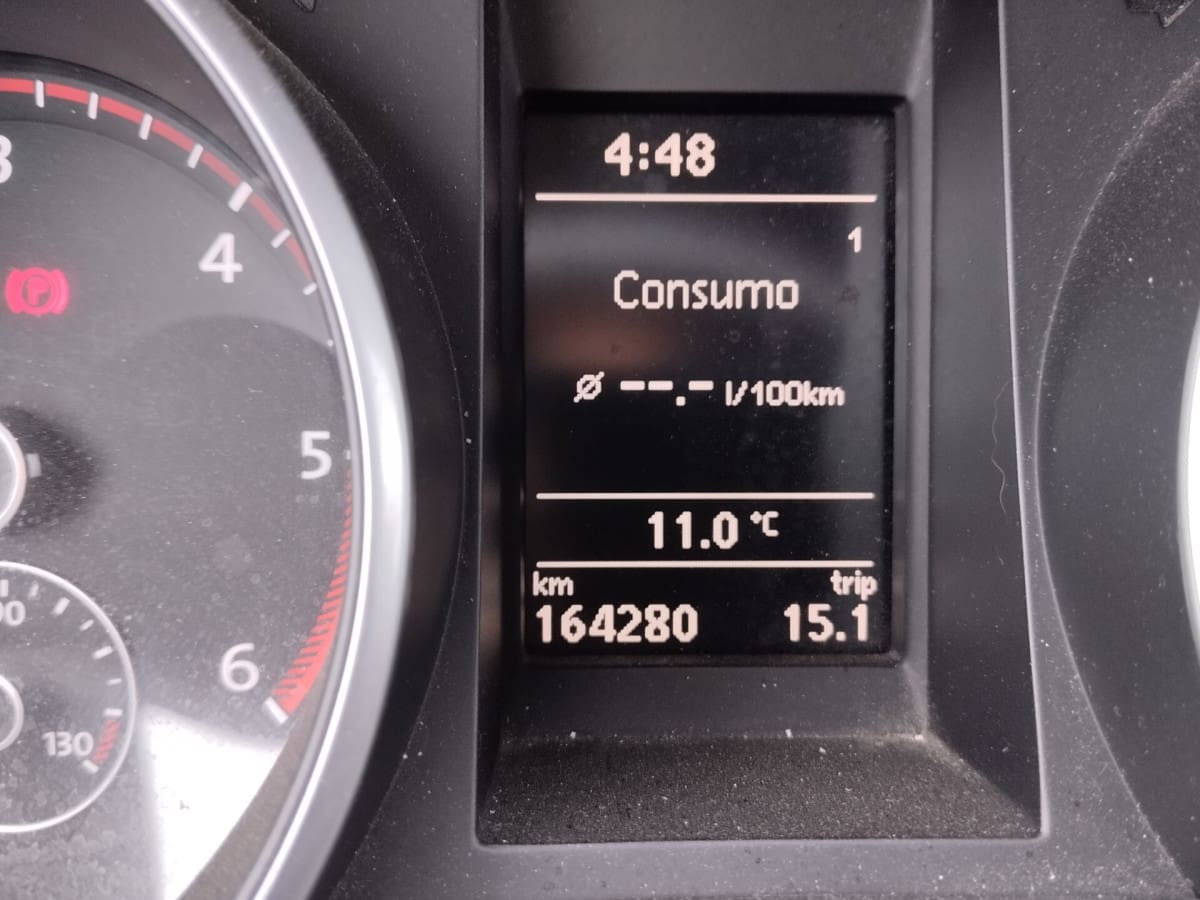 4:48
1
Consumo
Ø --.- l/100km
11.0 °C
km trip
164280 15.1
4
5
6
130